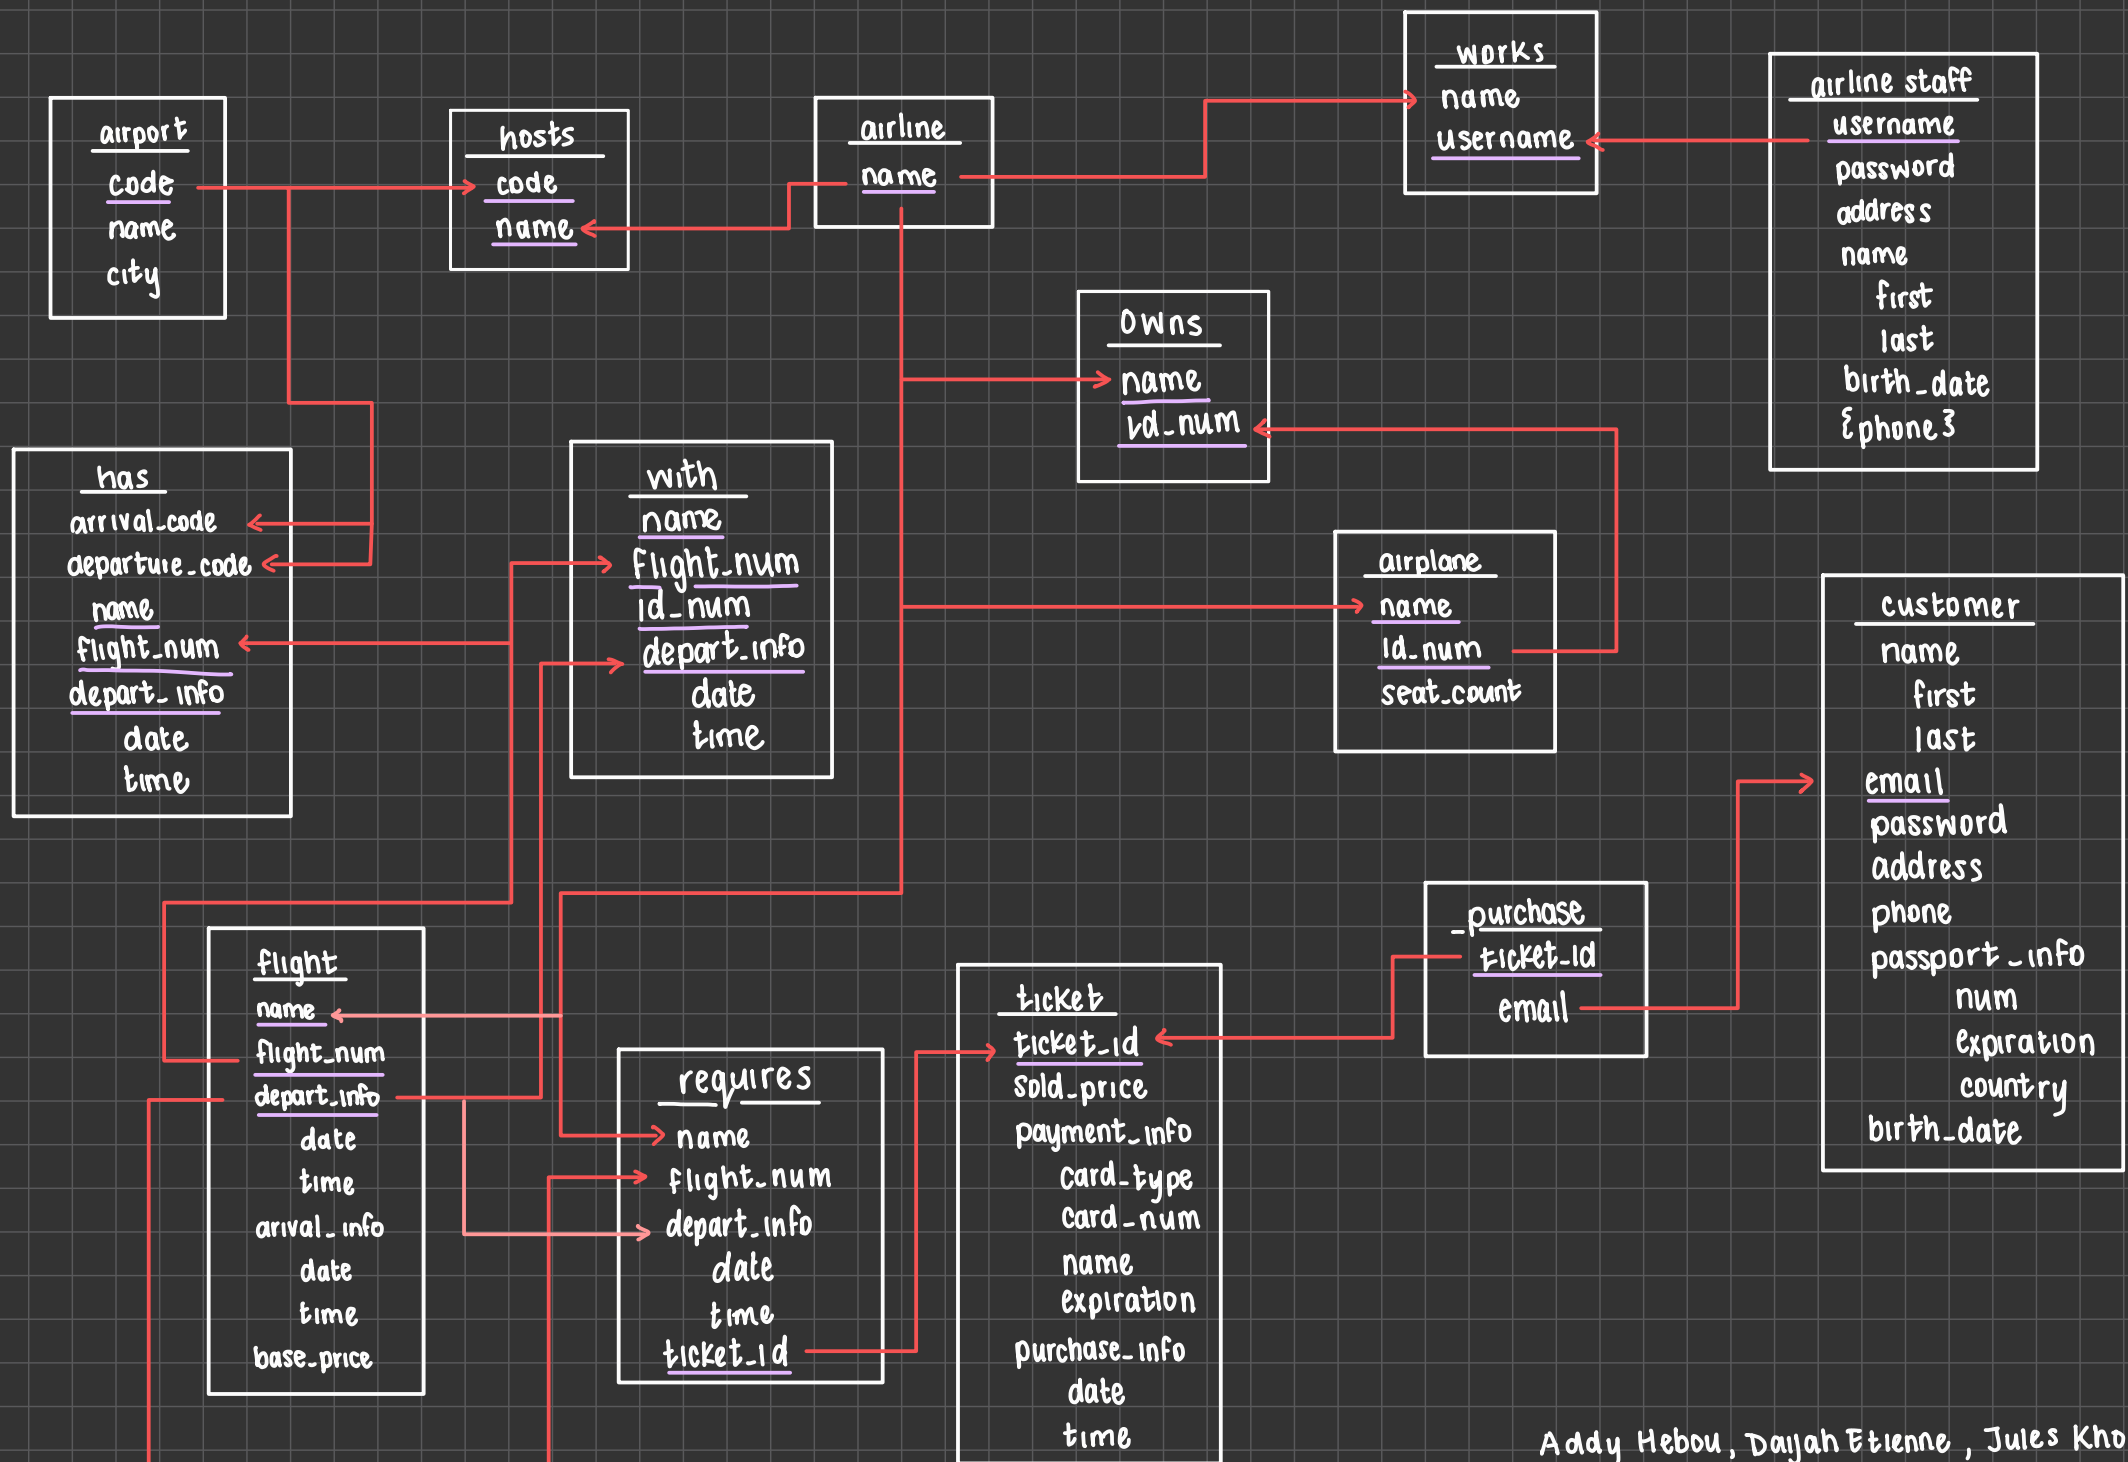 airport
code
name
city
hosts
code
name
airline
name
works
name
username
airline staff
username
password
address
name
first
last
birth_date
{phone}
owns
name
id_num
has
arrival_code
departure_code
name
flight_num
depart_info
date
time
with
name
flight_num
id_num
depart_info
date
time
airplane
name
id_num
seat_count
customer
name
first
last
email
password
address
phone
passport_info
num
expiration
country
birth_date
purchase
ticket_id
email
flight
name
flight_num
depart_info
date
time
arival_info
date
time
base_price
requires
name
flight_num
depart_info
date
time
ticket_id
ticket
ticket_id
sold_price
payment_info
card_type
card_num
name
expiration
purchase_info
date
time
Addy Hebou, Daijah Etienne, Jules Kho